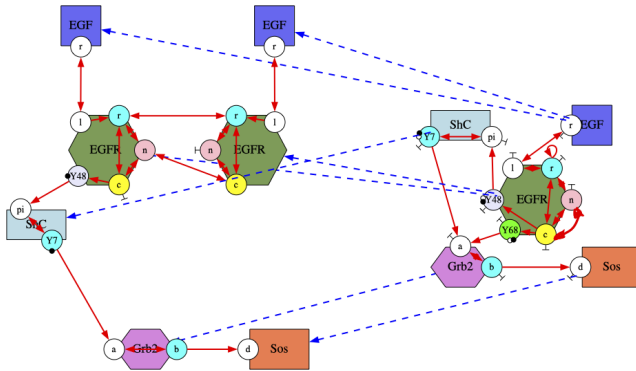 EGF
r
EGF
r
l
r
EGFR
n
Y48
c
r
l
n
EGFR
c
pi
ShC
Y7
a
Grb2
b
d
Sos
ShC
Y7
pi
r
EGF
l
r
EGFR
n
Y48
Y68
c
a
Grb2
b
d
Sos